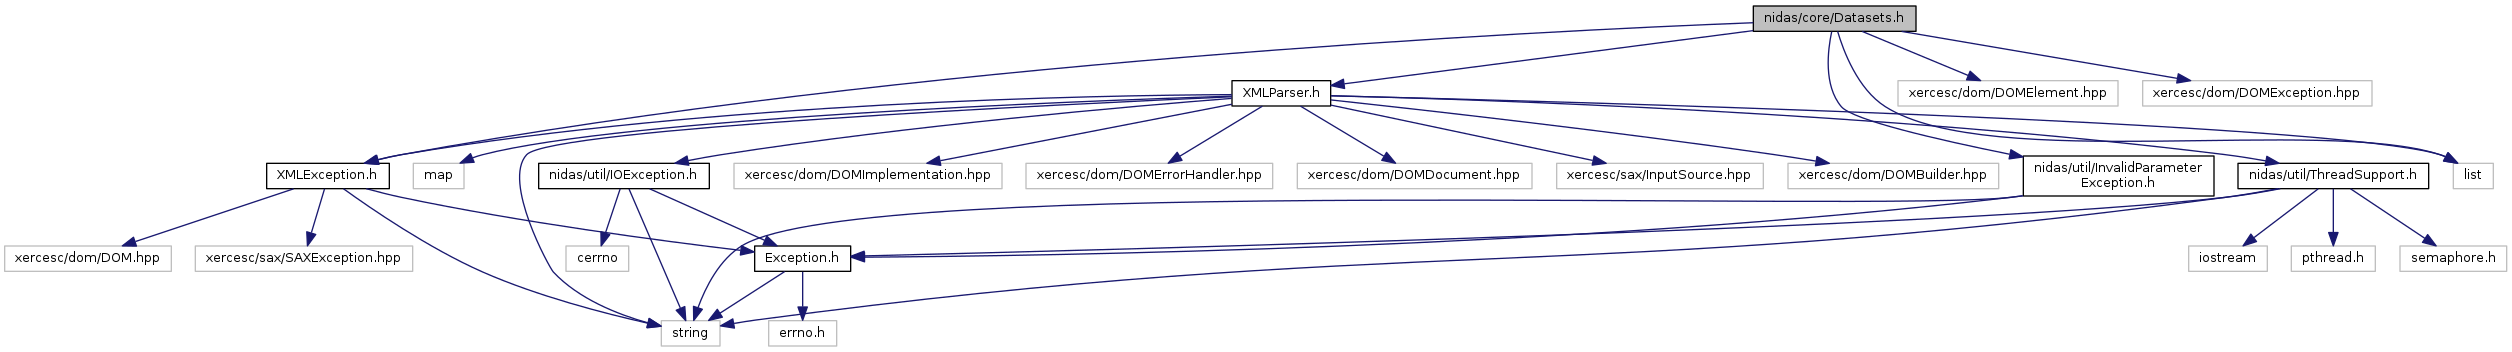 nidas/core/Datasets.h
XMLParser.h
xercesc/dom/DOMElement.hpp
xercesc/dom/DOMException.hpp
XMLException.h
map
nidas/util/IOException.h
xercesc/dom/DOMImplementation.hpp
xercesc/dom/DOMErrorHandler.hpp
xercesc/dom/DOMDocument.hpp
xercesc/sax/InputSource.hpp
xercesc/dom/DOMBuilder.hpp
nidas/util/InvalidParameter
Exception.h
nidas/util/ThreadSupport.h
list
xercesc/dom/DOM.hpp
xercesc/sax/SAXException.hpp
cerrno
Exception.h
iostream
pthread.h
semaphore.h
string
errno.h